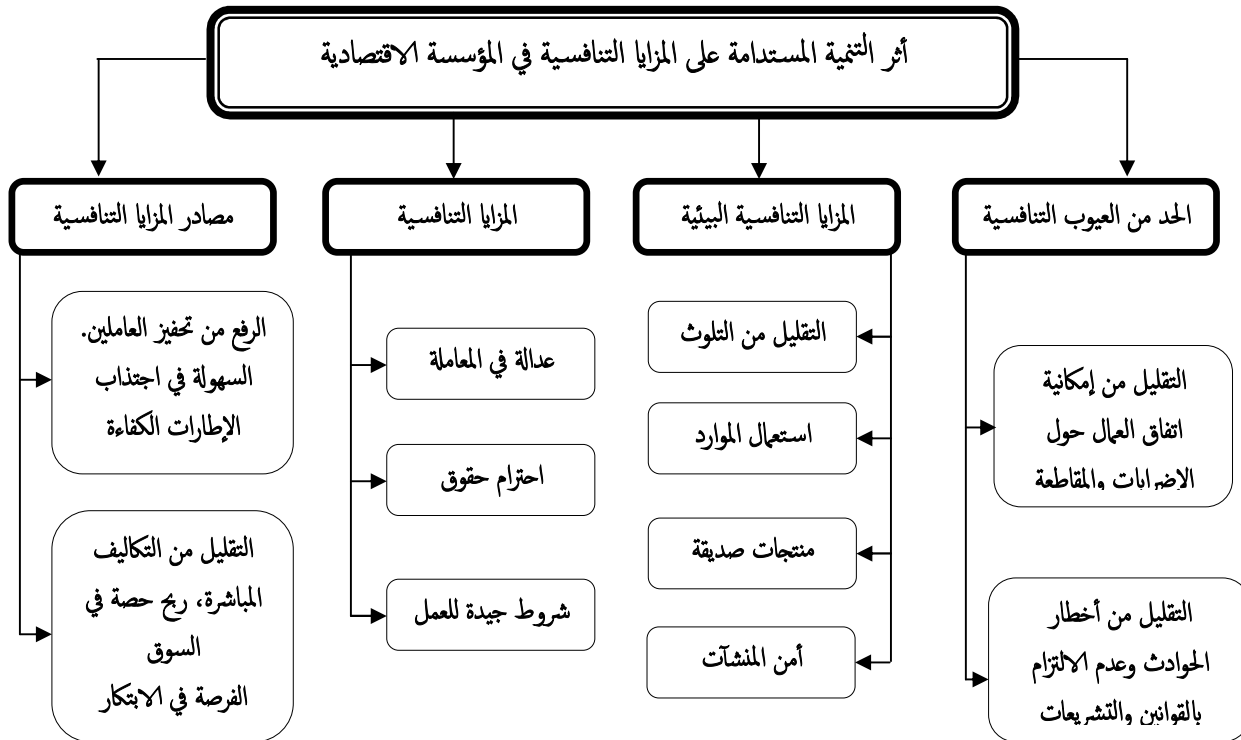 أثر التنمية المستدامة على المزايا التنافسية في المؤسسة الاقتصادية
الحد من العيوب التنافسية
المزايا التنافسية البيئية
المزايا التنافسية
مصادر المزايا التنافسية
التقليل من إمكانية
اتفاق العمال حول
الاضرابات والمقاطعة
التقليل من أخطار
الحوادث وعدم الالتزام
بالقوانين والتشريعات
التقليل من التلوث
استعمال الموارد
منتجات صديقة
أمن المنشآت
عدالة في المعاملة
احترام حقوق
شروط جيدة للعمل
الرفع من تحفيز العاملين.
السهولة في اجتذاب
الإطارات الكفاءة
التقليل من التكاليف
المباشرة، ربح حصة في
السوق
الفرصة في الابتكار